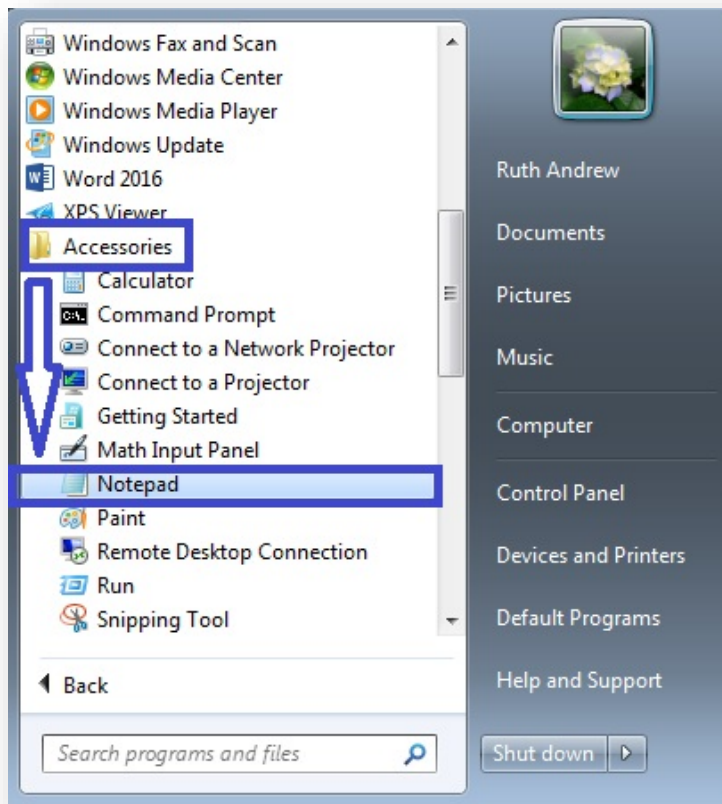 Windows Fax and Scan
Windows Media Center
Windows Media Player
Windows Update
Word 2016
XPS Viewer
Accessories
Calculator
Command Prompt
Connect to a Network Projector
Connect to a Projector
Getting Started
Math Input Panel
Notepad
Paint
Remote Desktop Connection
Run
Snipping Tool
Back
Search programs and files
Ruth Andrew
Documents
Pictures
Music
Computer
Control Panel
Devices and Printers
Default Programs
Help and Support
Shut down